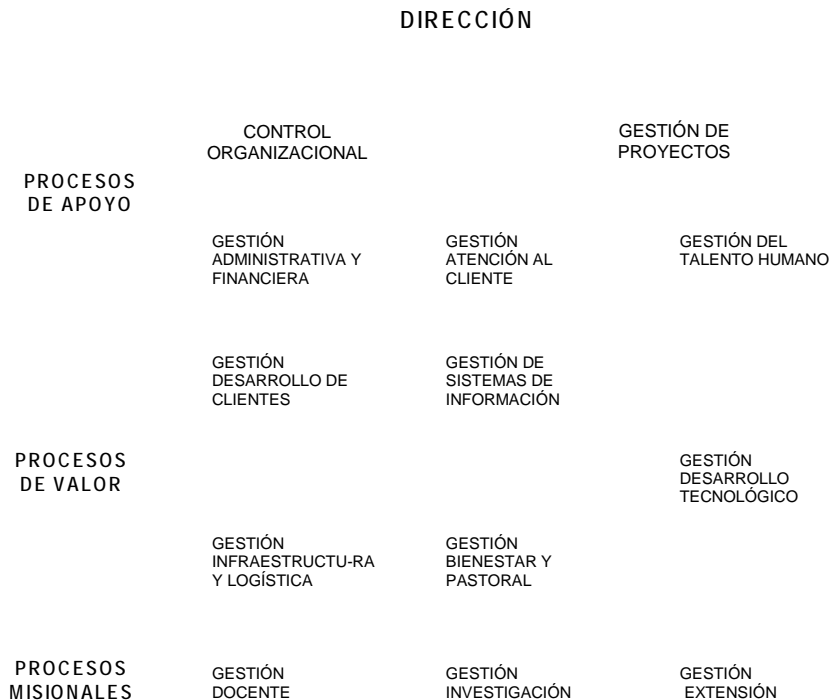 DIRECCIÓN
CONTROL
ORGANIZACIONAL
GESTIÓN DE
PROYECTOS
PROCESOS
DE APOYO
GESTIÓN
ADMINISTRATIVA Y
FINANCIERA
GESTIÓN
ATENCIÓN AL
CLIENTE
GESTIÓN DEL
TALENTO HUMANO
GESTIÓN
DESARROLLO DE
CLIENTES
GESTIÓN DE
SISTEMAS DE
INFORMACIÓN
PROCESOS
DE VALOR
GESTIÓN
DESARROLLO
TECNOLÓGICO
GESTIÓN
INFRAESTRUCTU-RA
Y LOGÍSTICA
GESTIÓN
BIENESTAR Y
PASTORAL
PROCESOS
MISIONALES
GESTIÓN
DOCENTE
GESTIÓN
INVESTIGACIÓN
GESTIÓN
EXTENSIÓN